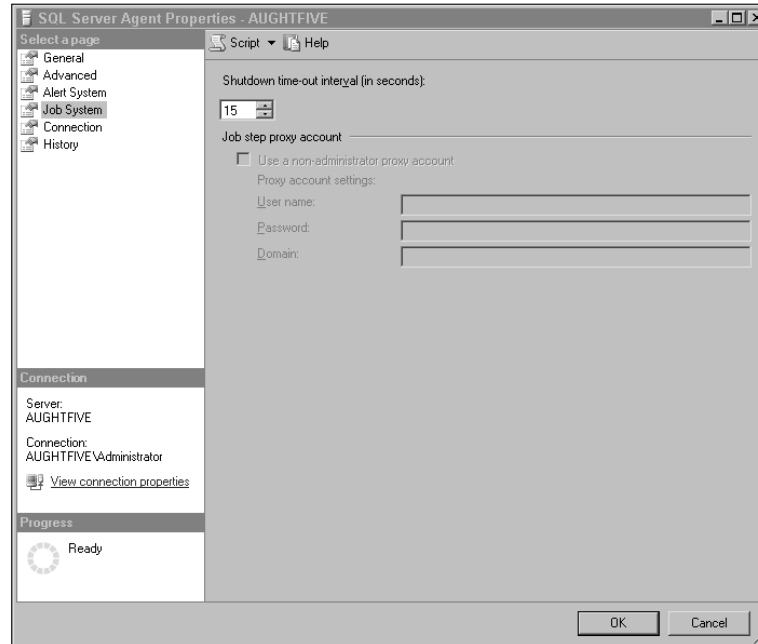 SQL Server Agent Properties - AUGHTFIVE
Select a page
General
Advanced
Alert System
Job System
Connection
History
Script Help
Shutdown time-out interval (in seconds):
15
Job step proxy account
Use a non-administrator proxy account
Proxy account settings:
User name:
Password:
Domain:
Connection
Server:
AUGHTFIVE
Connection:
AUGHTFIVE\Administrator
View connection properties
Progress
Ready
OK Cancel